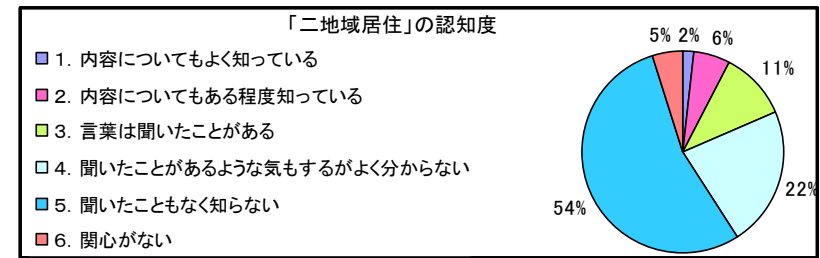 「二地域居住」の認知度
1. 内容についてもよく知っている
2. 内容についてもある程度知っている
3. 言葉は聞いたことがある
4. 聞いたことがあるような気もするがよく分からない
5. 聞いたこともなく知らない
6. 関心がない
5% 2% 6%
11%
22%
54%